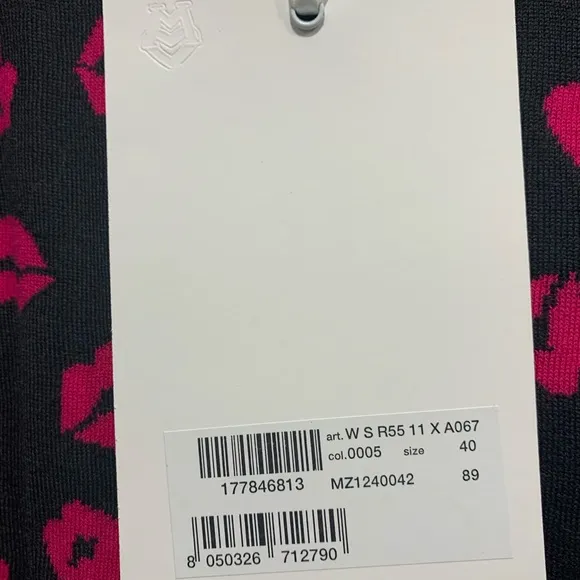 art. W S R55 11 X A067
col. 0005 size 40
177846813 MZ1240042 89
8 050326 712790